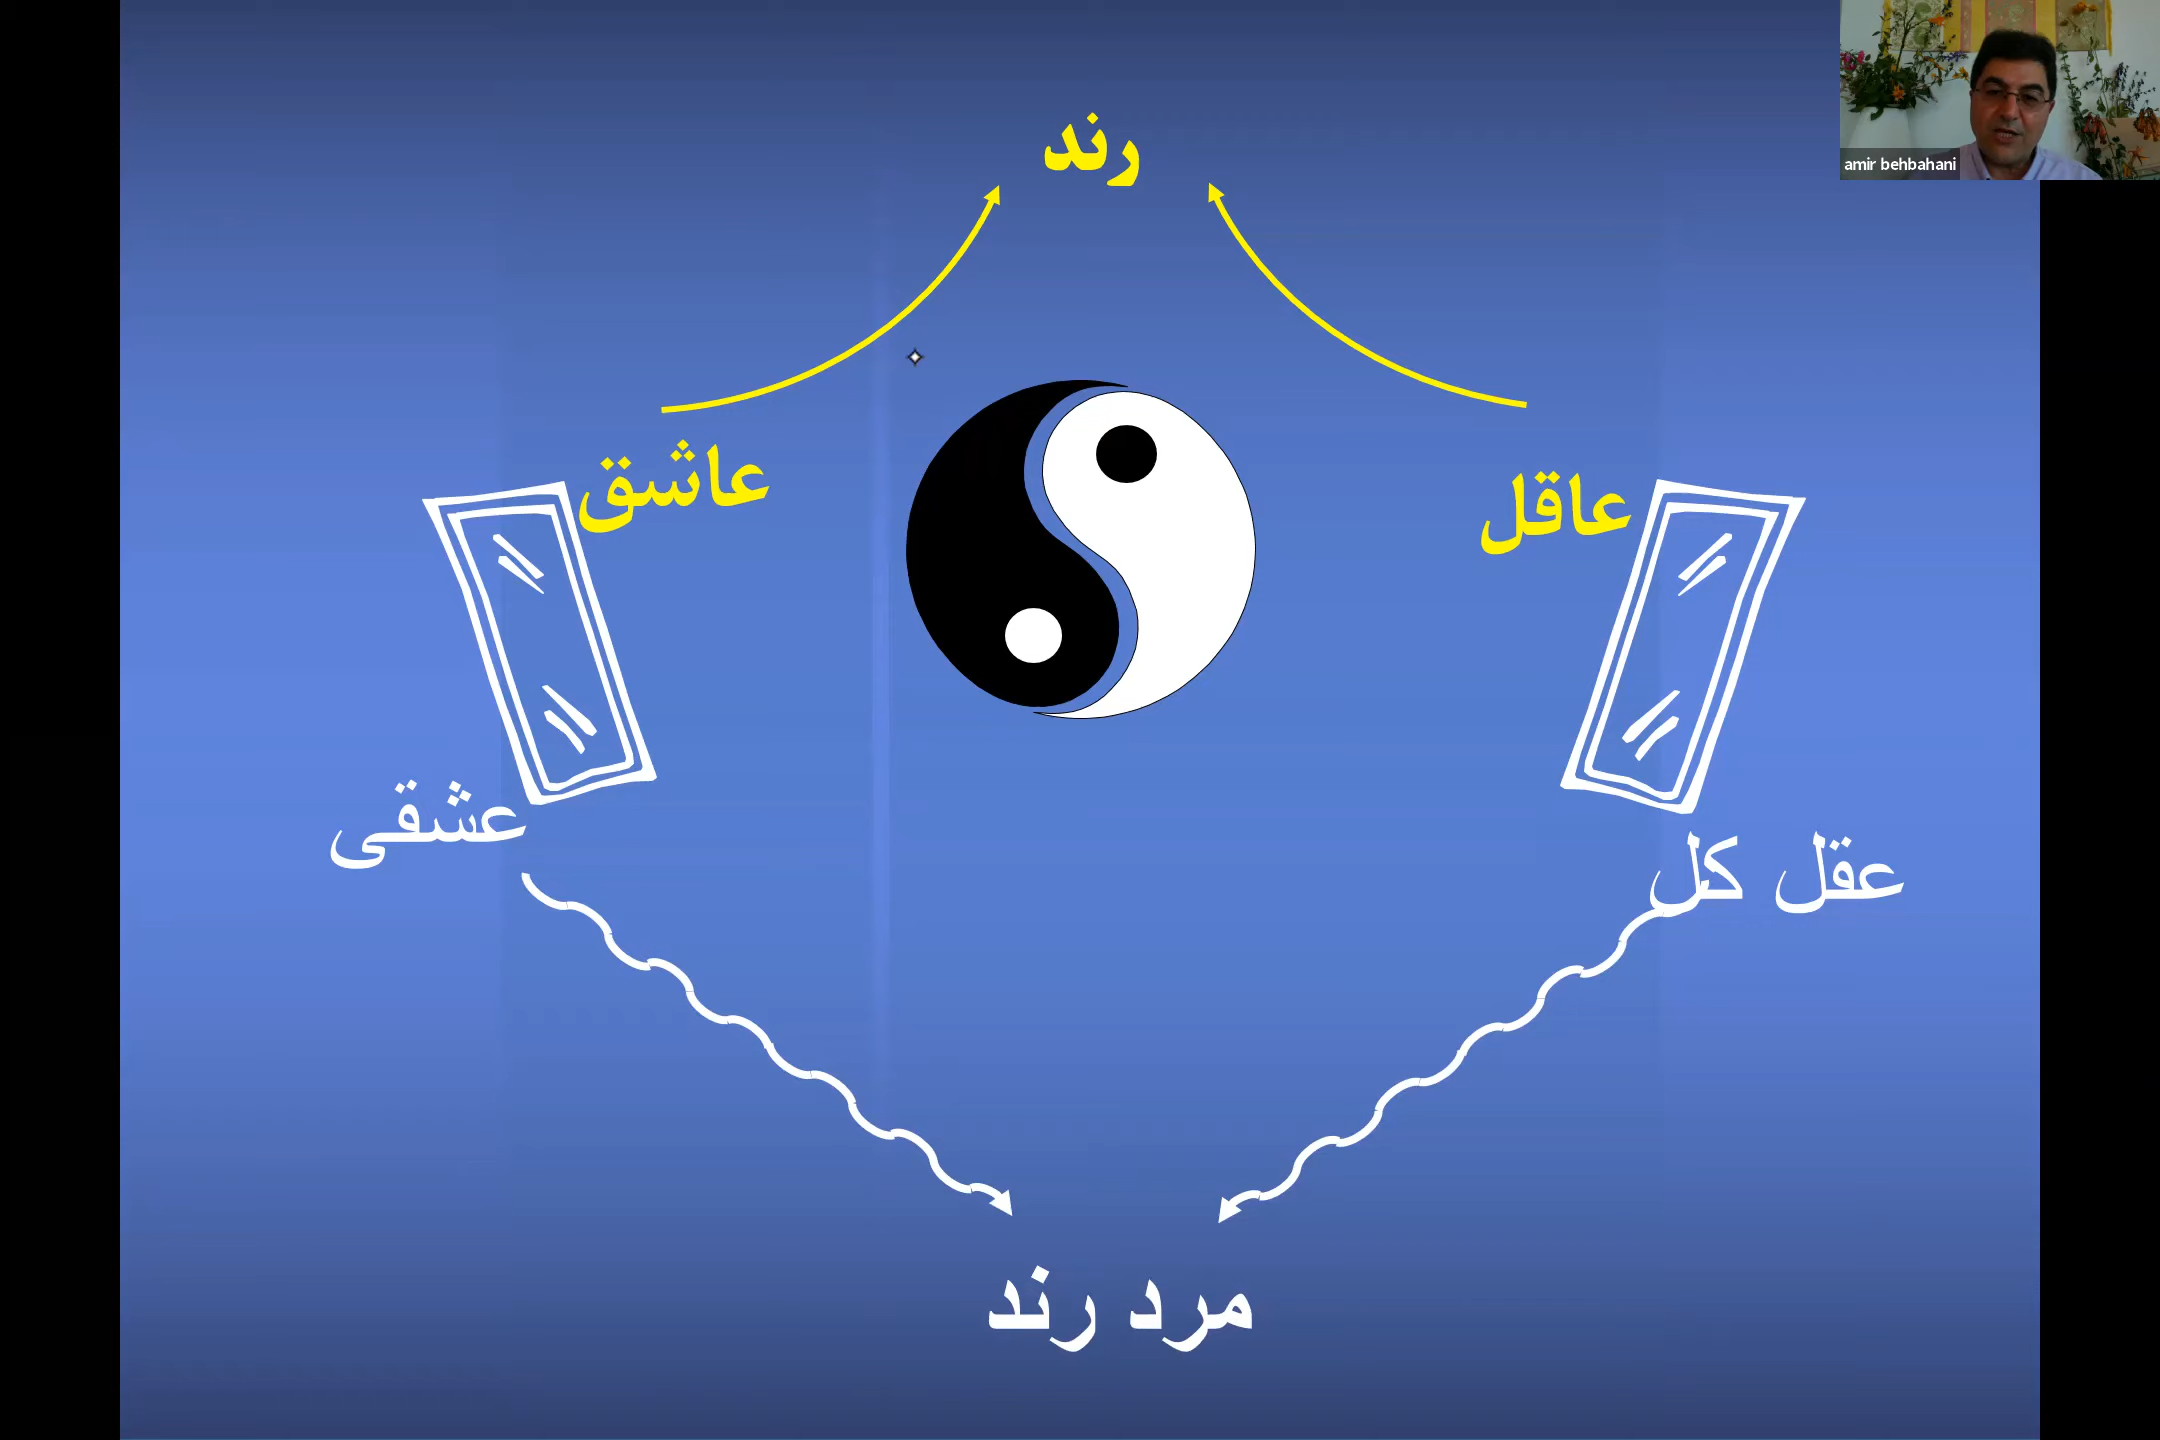 amir behbahani
رند
عاشق
عاقل
عشقی
عقل کل
مرد رند